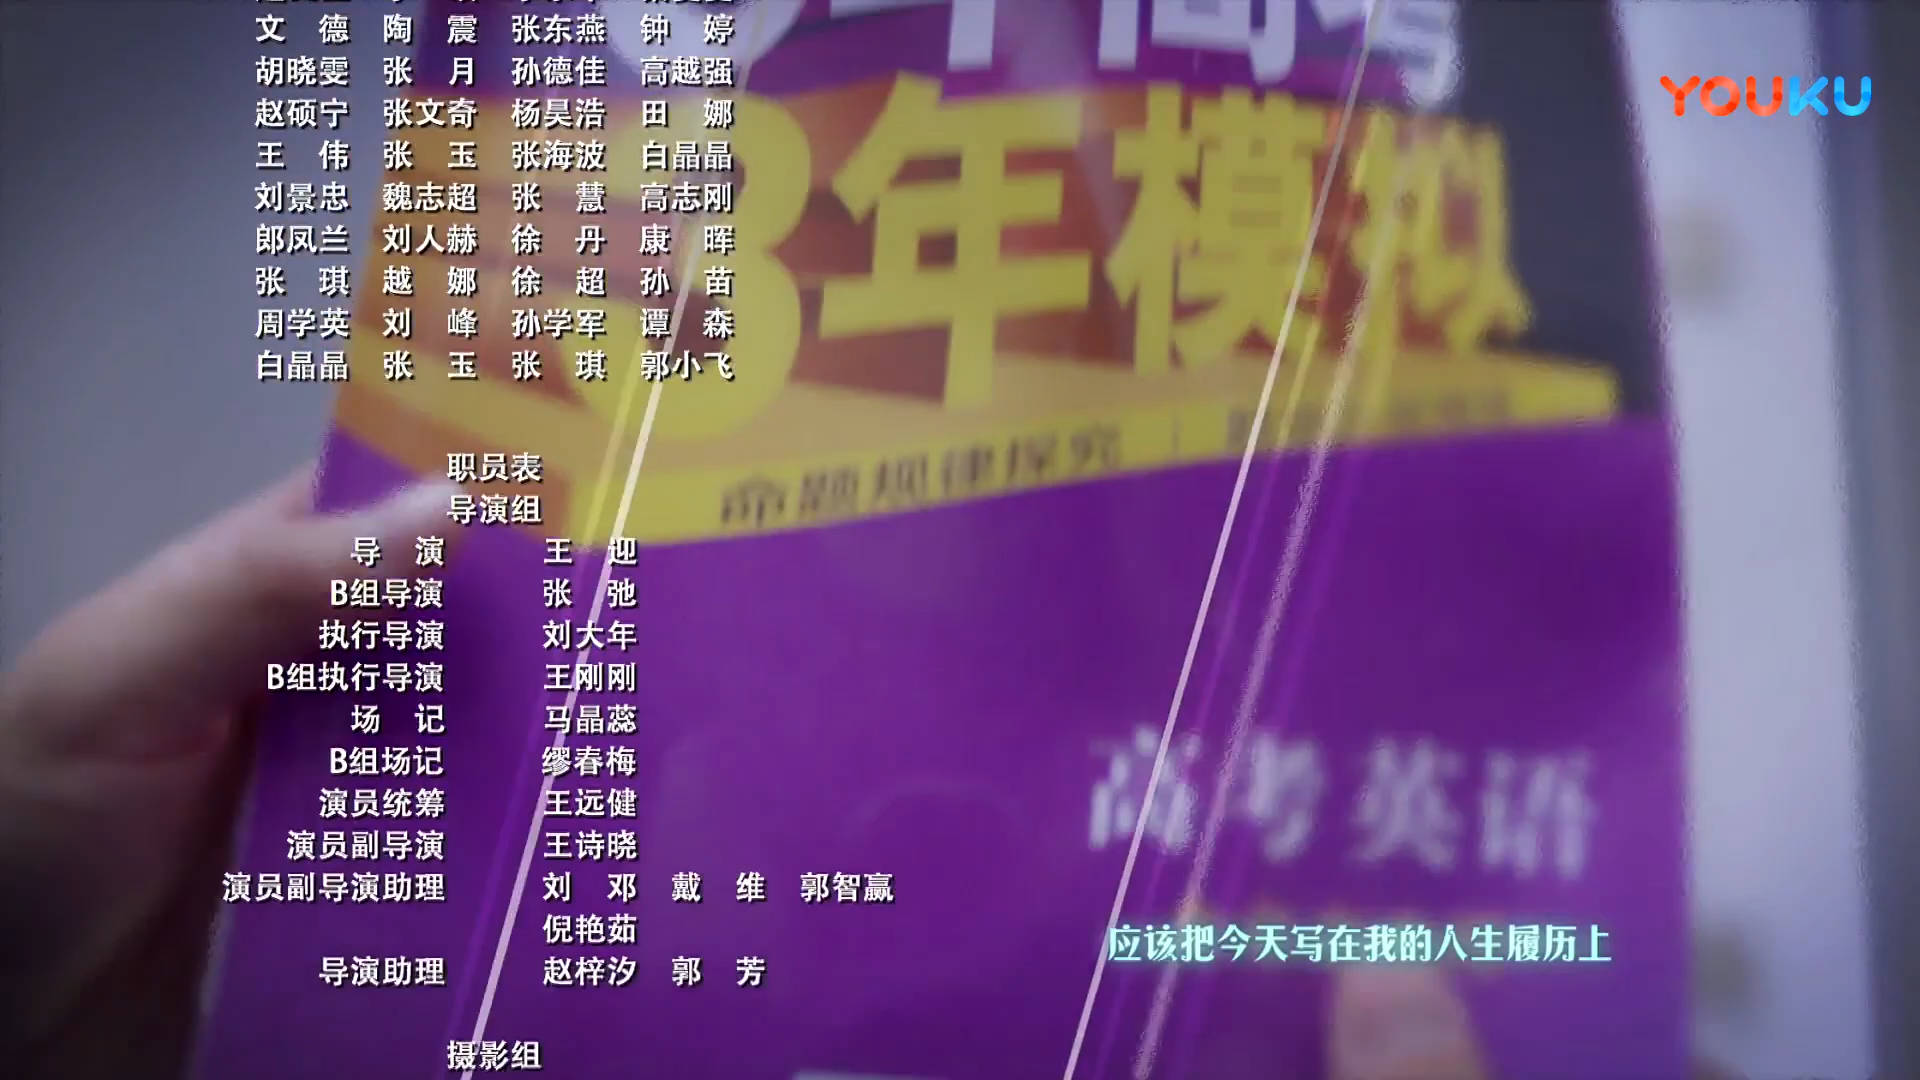 文 德 陶 震 张东燕 钟 婷
胡晓雯 张 月 孙德佳 高越强
赵硕宁 张文奇 杨昊浩 田 娜
王 伟 张 玉 张海波 白晶晶
刘景忠 魏志超 张 慧 高志刚
郎凤兰 刘人赫 徐 丹 康 晖
张 琪 越 娜 徐 超 孙 苗
周学英 刘 峰 孙学军 谭 森
白晶晶 张 玉 张 琪 郭小飞
职员表
导演组
导 演 王 迎
B组导演 张 弛
执行导演 刘大年
B组执行导演 王刚刚
场 记 马晶蕊
B组场记 缪春梅
演员统筹 王远健
演员副导演 王诗晓
演员副导演助理 刘 邓 戴 维 郭智赢
倪艳茹
导演助理 赵梓汐 郭 芳
摄影组
YOUKU
年高考
3年模拟
命题规律探究
高考英语
应该把今天写在我的人生履历上